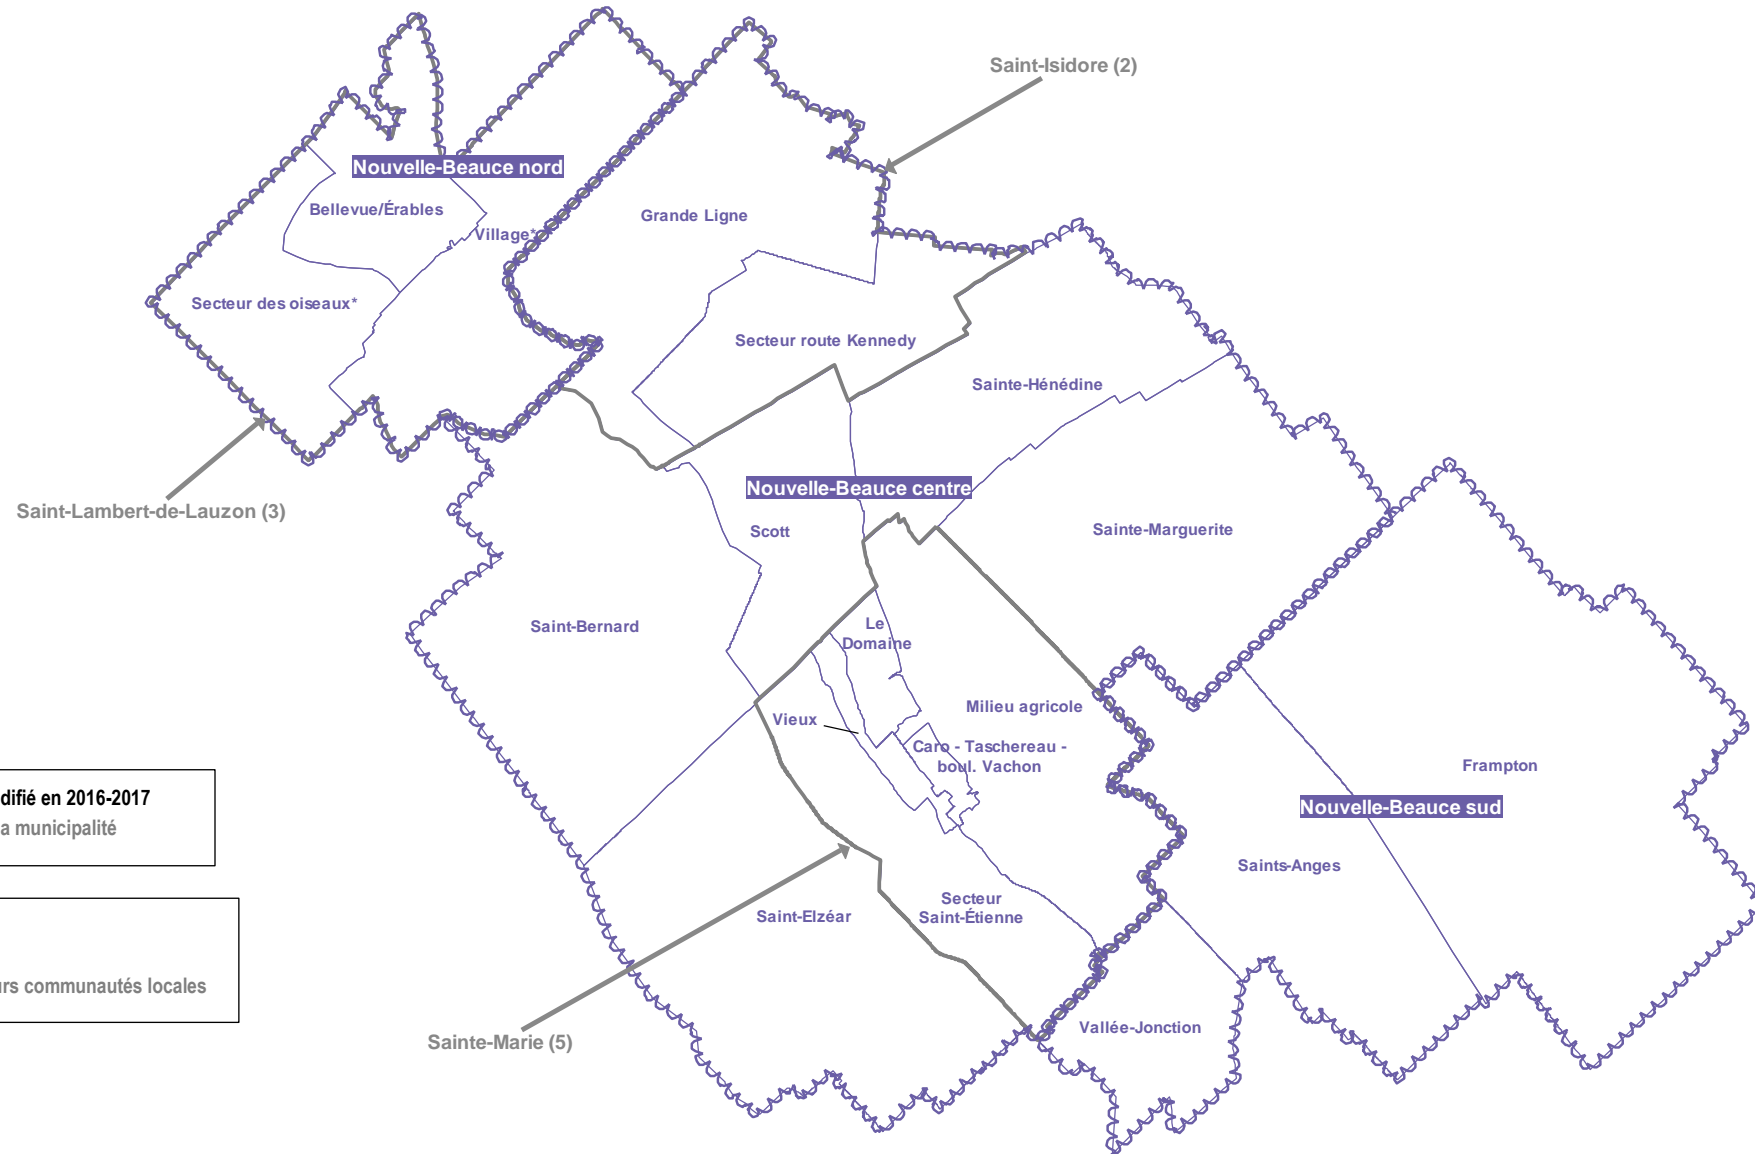 Saint-Isidore (2)
Nouvelle-Beauce nord
Bellevue/Érables
Grande Ligne
Village*
Secteur des oiseaux*
Secteur route Kennedy
Sainte-Hénédine
Nouvelle-Beauce centre
Saint-Lambert-de-Lauzon (3)
Scott
Sainte-Marguerite
Saint-Bernard
Le
Domaine
Milieu agricole
Vieux
Caro - Taschereau -
boul. Vachon
Frampton
Nouvelle-Beauce sud
difié en 2016-2017
a municipalité
Saints-Anges
Secteur
Saint-Étienne
Saint-Elzéar
urs communautés locales
Vallée-Jonction
Sainte-Marie (5)